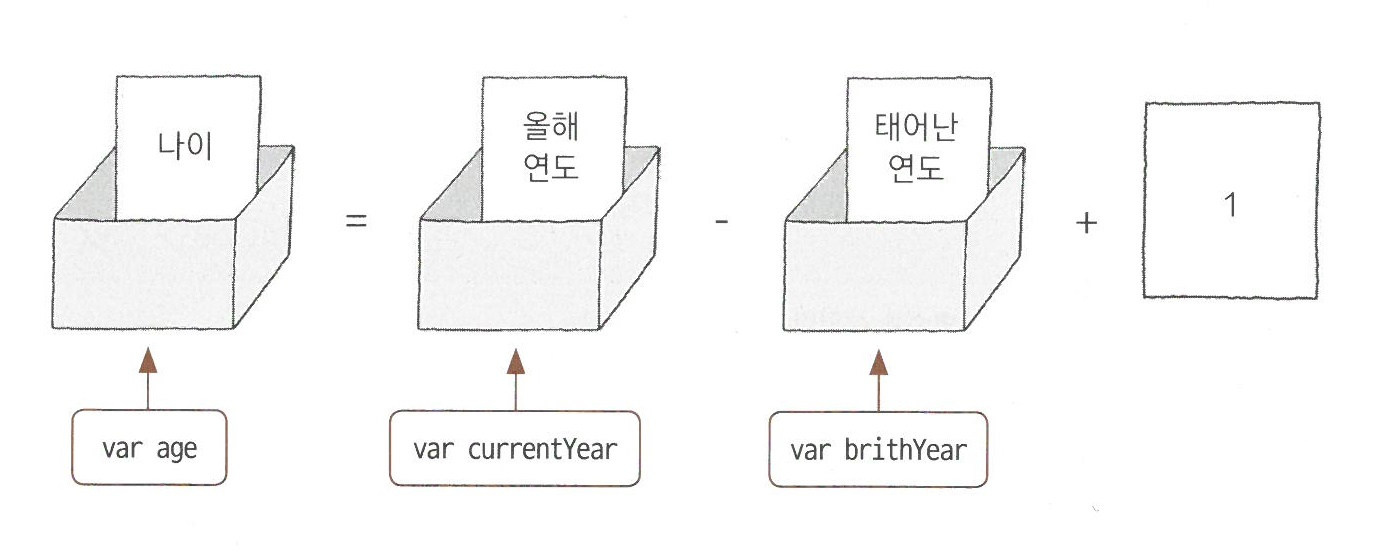 나이
=
올해
연도
-
태어난
연도
+
1
var age
var currentYear
var brithYear